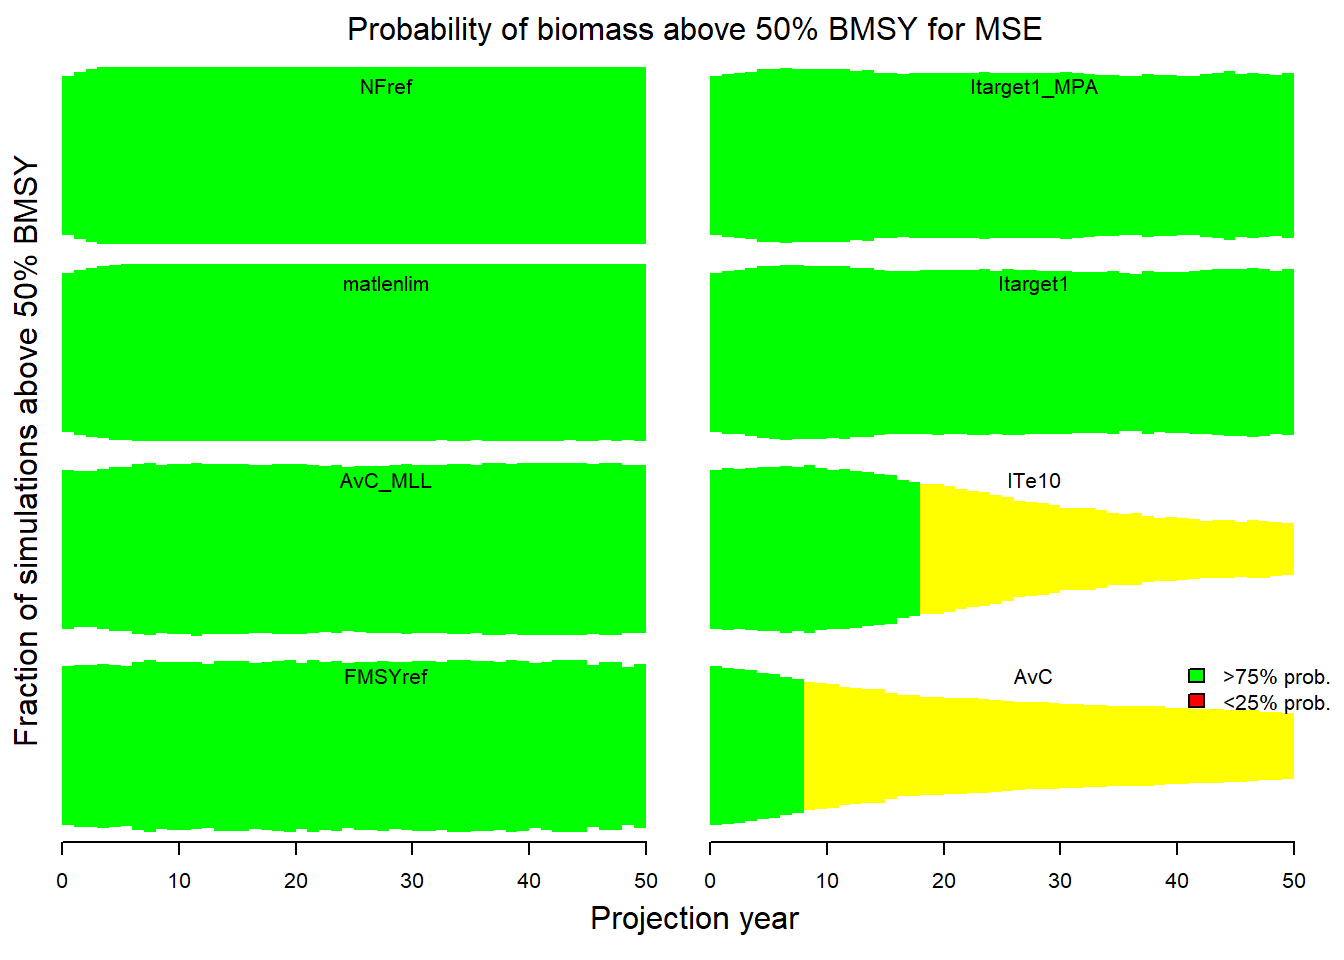 Probability of biomass above 50% BMSY for MSE
Fraction of simulations above 50% BMSY
NFref
matlenlim
AvC_MLL
FMSYref
0 10 20 30 40 50
Itarget1_MPA
Itarget1
ITe10
AvC
>75% prob.
<25% prob.
0 10 20 30 40 50
Projection year